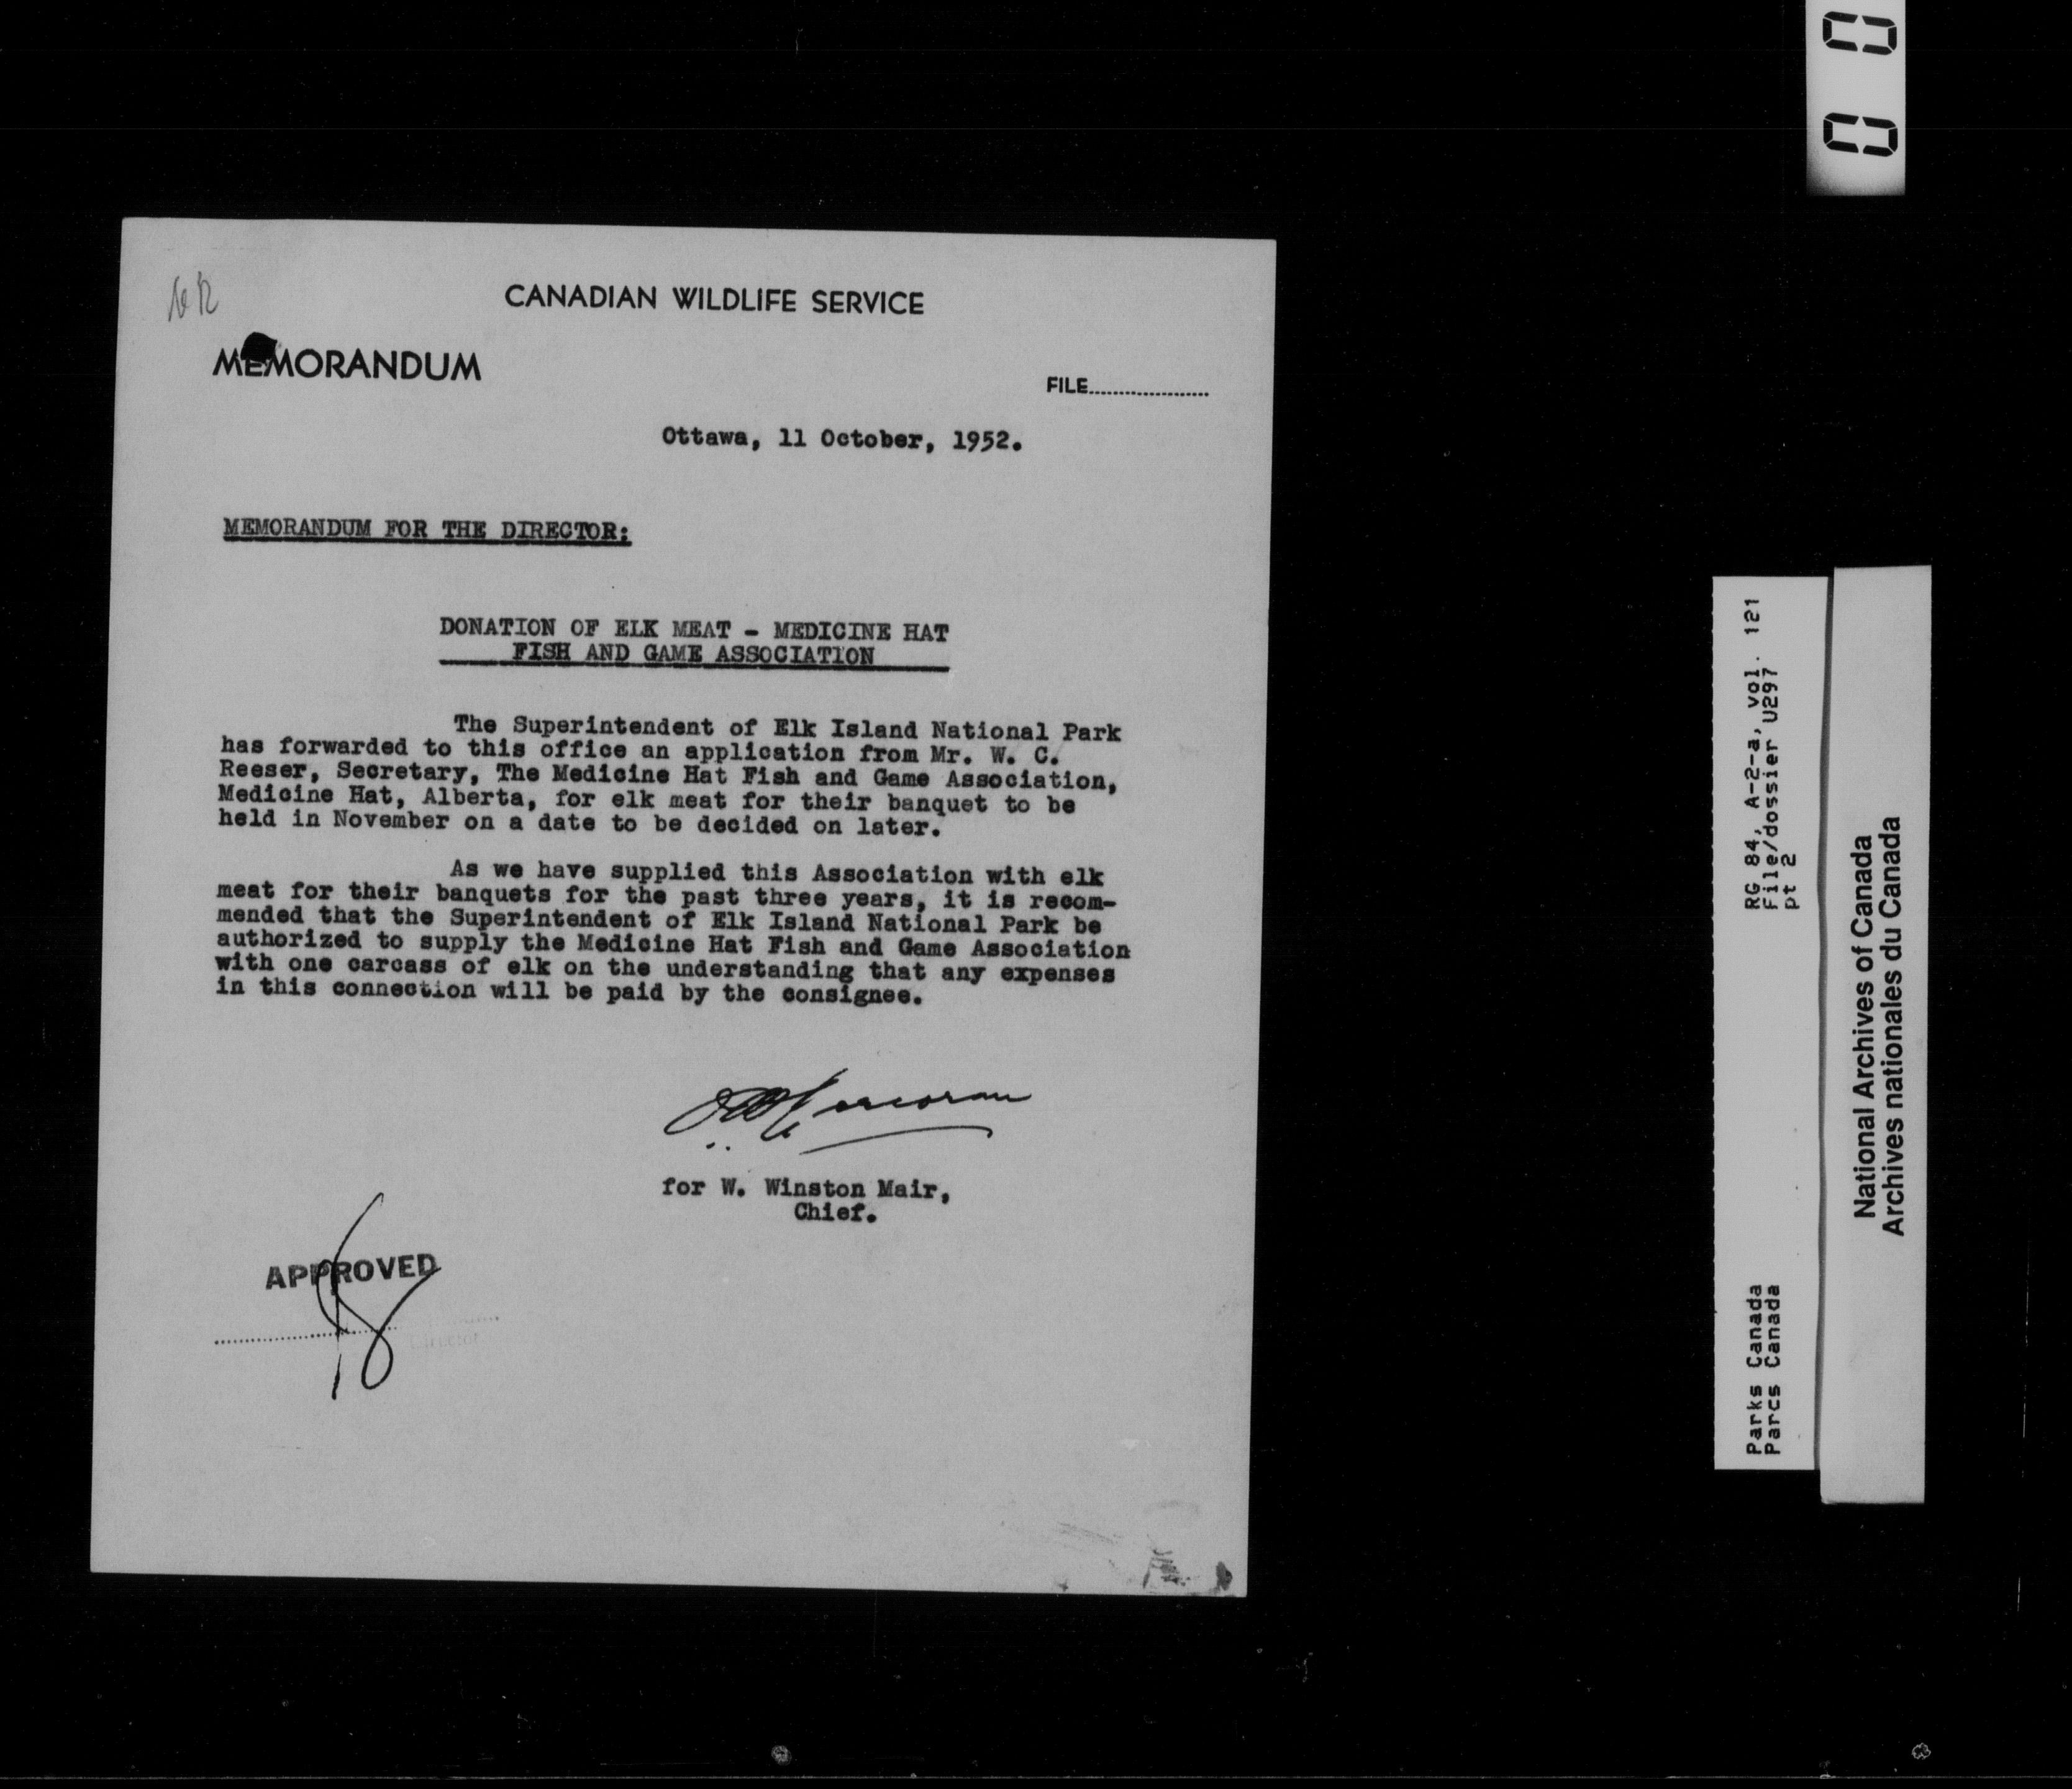 CANADIAN WILDLIFE SERVICE
MEMORANDUM
FILE....................
Ottawa, 11 October, 1952.
MEMORANDUM FOR THE DIRECTOR:
DONATION OF ELK MEAT - MEDICINE HAT
FISH AND GAME ASSOCIATION
The Superintendent of Elk Island National Park
has forwarded to this office an application from Mr. W. C.
Reeser, Secretary, The Medicine Hat Fish and Game Association,
Medicine Hat, Alberta, for elk meat for their banquet to be
held in November on a date to be decided on later.
As we have supplied this Association with elk
meat for their banquets for the past three years, it is recom-
mended that the Superintendent of Elk Island National Park be
authorized to supply the Medicine Hat Fish and Game Association
with one carcass of elk on the understanding that any expenses
in this connection will be paid by the consignee.
Corcoran
for W. Winston Mair,
Chief.
APPROVED
Director
0 0
RG 84, A-2-a, vol. 121
File/dossier U297
pt 2
Parks Canada
Parcs Canada
National Archives of Canada
Archives nationales du Canada